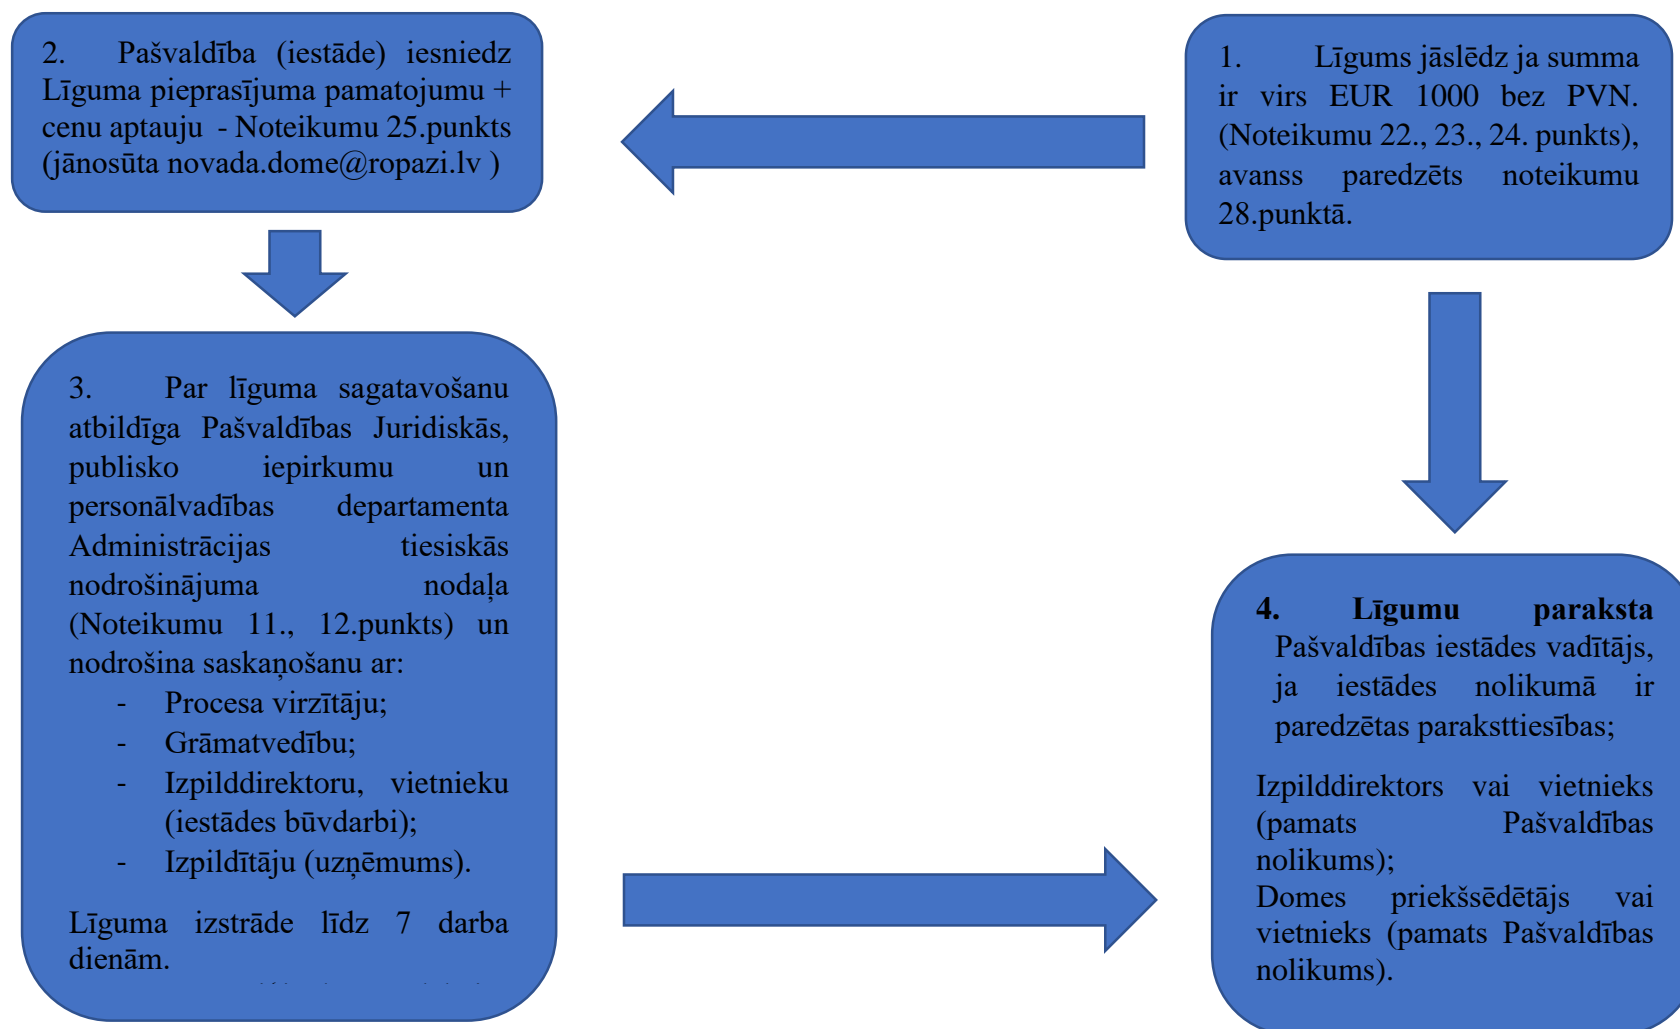 2. Pašvaldība (iestāde) iesniedz
Līguma pieprasījuma pamatojumu +
cenu aptauju - Noteikumu 25.punkts
(jānosūta novada.dome@ropazi.lv )
1. Līgums jāslēdz ja summa
ir virs EUR 1000 bez PVN.
(Noteikumu 22., 23., 24. punkts),
avanss paredzēts noteikumu
28.punktā.
3. Par līguma sagatavošanu
atbildīga Pašvaldības Juridiskās,
publisko iepirkumu un
personālvadības departamenta
Administrācijas tiesiskās
nodrošinājuma nodaļa
(Noteikumu 11., 12.punkts) un
nodrošina saskaņošanu ar:
- Procesa virzītāju;
- Grāmatvedību;
- Izpilddirektoru, vietnieku
(iestādes būvdarbi);
- Izpildītāju (uzņēmums).
Līguma izstrāde līdz 7 darba
dienām.
4. Līgumu paraksta
Pašvaldības iestādes vadītājs,
ja iestādes nolikumā ir
paredzētas paraksttiesības;
Izpilddirektors vai vietnieks
(pamats Pašvaldības
nolikums);
Domes priekšsēdētājs vai
vietnieks (pamats Pašvaldības
nolikums).